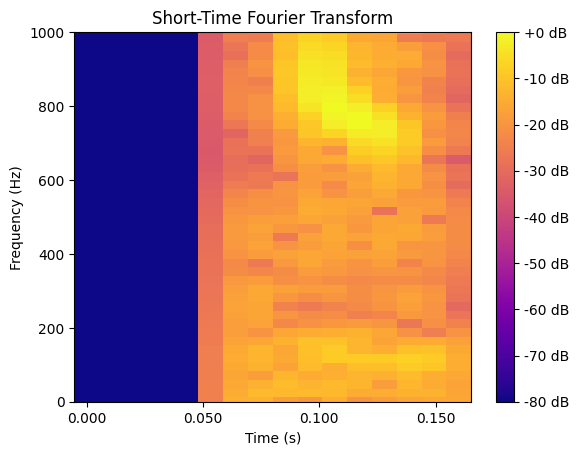 Short-Time Fourier Transform
1000
800
600
400
200
0
Frequency (Hz)
0.000
0.050
0.100
0.150
Time (s)
+0 dB
-10 dB
-20 dB
-30 dB
-40 dB
-50 dB
-60 dB
-70 dB
-80 dB